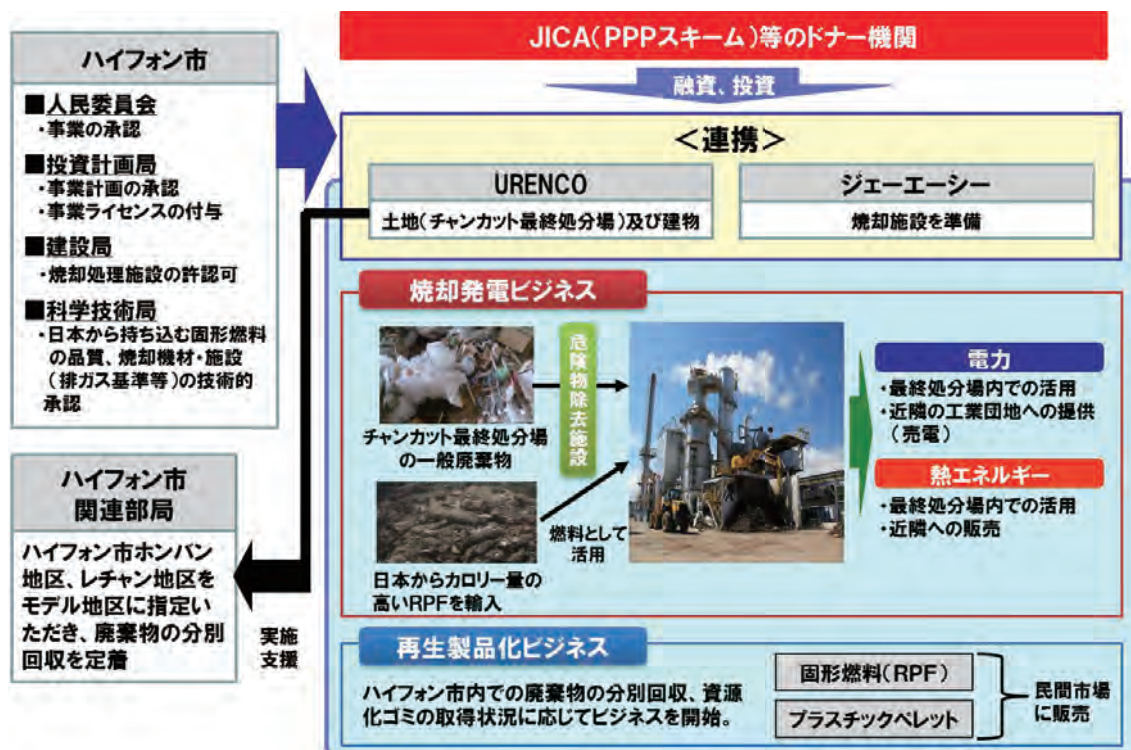 ハイフォン市
■人民委員会
・事業の承認
■投資計画局
・事業計画の承認
・事業ライセンスの付与
■建設局
・焼却処理施設の許認可
■科学技術局
・日本から持ち込む固形燃料
の品質、焼却機材・施設
（排ガス基準等）の技術的
承認
ハイフォン市
関連部局
ハイフォン市ホンバン
地区、レチャン地区を
モデル地区に指定い
ただき、廃棄物の分別
回収を定着
実施
支援
JICA（PPPスキーム）等のドナー機関
融資、投資
＜連携＞
URENCO
土地（チャンカット最終処分場）及び建物
ジェーエーシー
焼却施設を準備
焼却発電ビジネス
チャンカット最終処分場
の一般廃棄物
危険物除去施設
日本からカロリー量の
高いRPFを輸入
燃料として
活用
電力
・最終処分場内での活用
・近隣の工業団地への提供
（売電）
熱エネルギー
・最終処分場内での活用
・近隣への販売
再生製品化ビジネス
ハイフォン市内での廃棄物の分別回収、資源
化ゴミの取得状況に応じてビジネスを開始。
固形燃料（RPF）
プラスチックペレット
民間市場
に販売